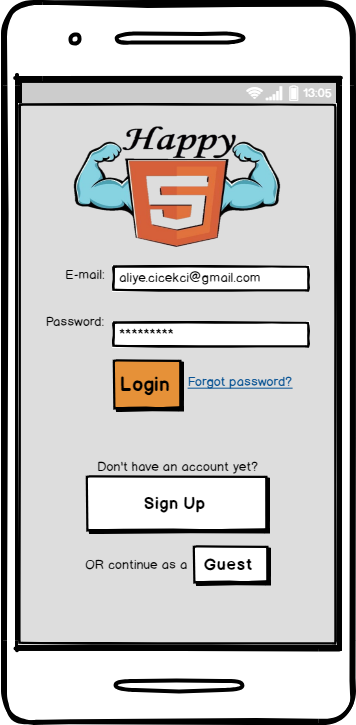 13:05
Happy
5
E-mail: aliye.cicekci@gmail.com
Password: *********
Login Forgot password?
Don't have an account yet?
Sign Up
OR continue as a Guest